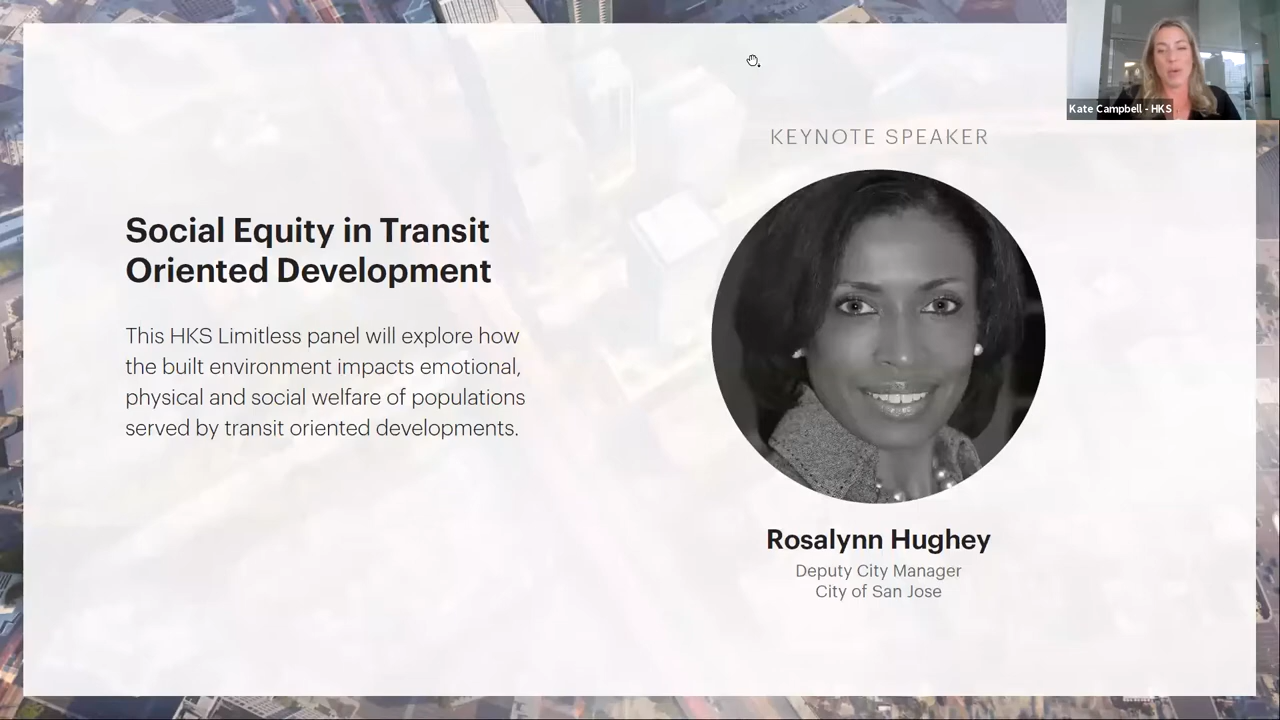 Kate Campbell - HKS
KEYNOTE SPEAKER
Social Equity in Transit
Oriented Development
This HKS Limitless panel will explore how
the built environment impacts emotional,
physical and social welfare of populations
served by transit oriented developments.
Rosalynn Hughey
Deputy City Manager
City of San Jose